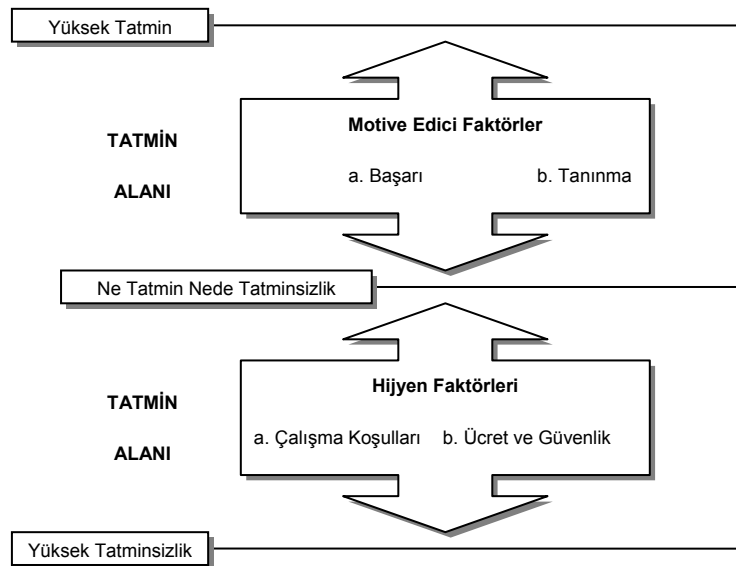 Yüksek Tatmin
Motive Edici Faktörler
TATMİN
a. Başarı b. Tanınma
ALANI
Ne Tatmin Nede Tatminsizlik
Hijyen Faktörleri
TATMİN
a. Çalışma Koşulları b. Ücret ve Güvenlik
ALANI
Yüksek Tatminsizlik